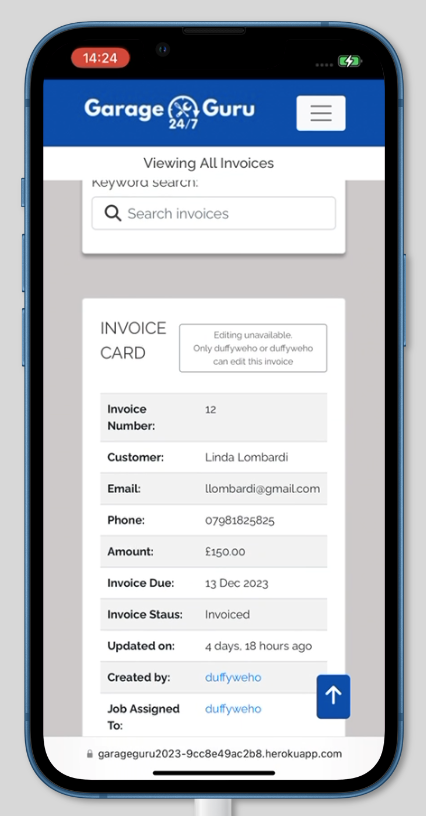 14:24
Garage Guru
24/7
Viewing All Invoices
Keyword search:
Search invoices
INVOICE
CARD
Editing unavailable.
Only duffyweho or duffyweho
can edit this invoice
Invoice
Number:
12
Customer: Linda Lombardi
Email: llombardi@gmail.com
Phone: 07981825825
Amount: £150.00
Invoice Due: 13 Dec 2023
Invoice Staus: Invoiced
Updated on: 4 days, 18 hours ago
Created by: duffyweho
Job Assigned
To:
duffyweho
garageguru2023-9cc8e49ac2b8.herokuapp.com